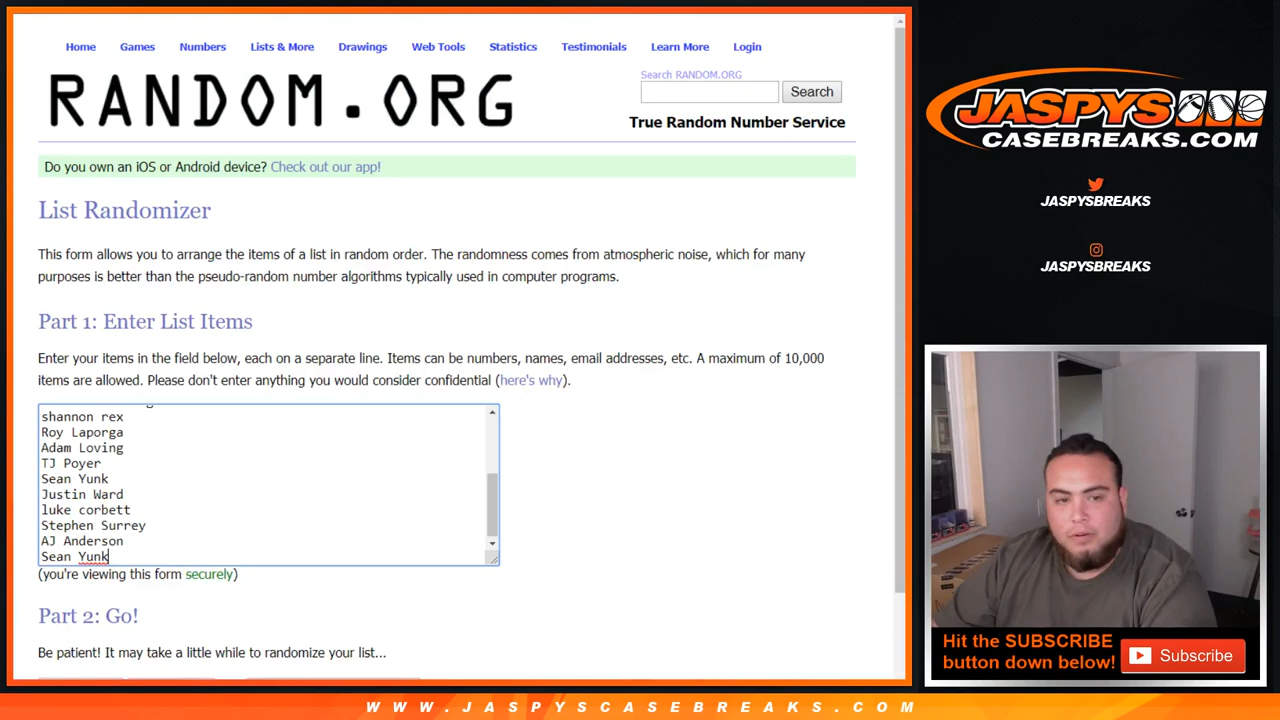 Home Games Numbers Lists & More Drawings Web Tools Statistics Testimonials Learn More Login
RANDOM.ORG
Search RANDOM.ORG
Search
True Random Number Service
Do you own an iOS or Android device? Check out our app!
List Randomizer
This form allows you to arrange the items of a list in random order. The randomness comes from atmospheric noise, which for many
purposes is better than the pseudo-random number algorithms typically used in computer programs.
Part 1: Enter List Items
Enter your items in the field below, each on a separate line. Items can be numbers, names, email addresses, etc. A maximum of 10,000
items are allowed. Please don't enter anything you would consider confidential (here's why).
shannon rex
Roy Laporga
Adam Loving
TJ Poyer
Sean Yunk
Justin Ward
luke corbett
Stephen Surrey
AJ Anderson
Sean Yunk
(you're viewing this form securely)
Part 2: Go!
Be patient! It may take a little while to randomize your list...
JASPYS
CASEBREAKS.COM
JASPYSBREAKS
JASPYSBREAKS
Hit the SUBSCRIBE
button down below!
Subscribe
WWW.JASPYSCASEBREAKS.COM